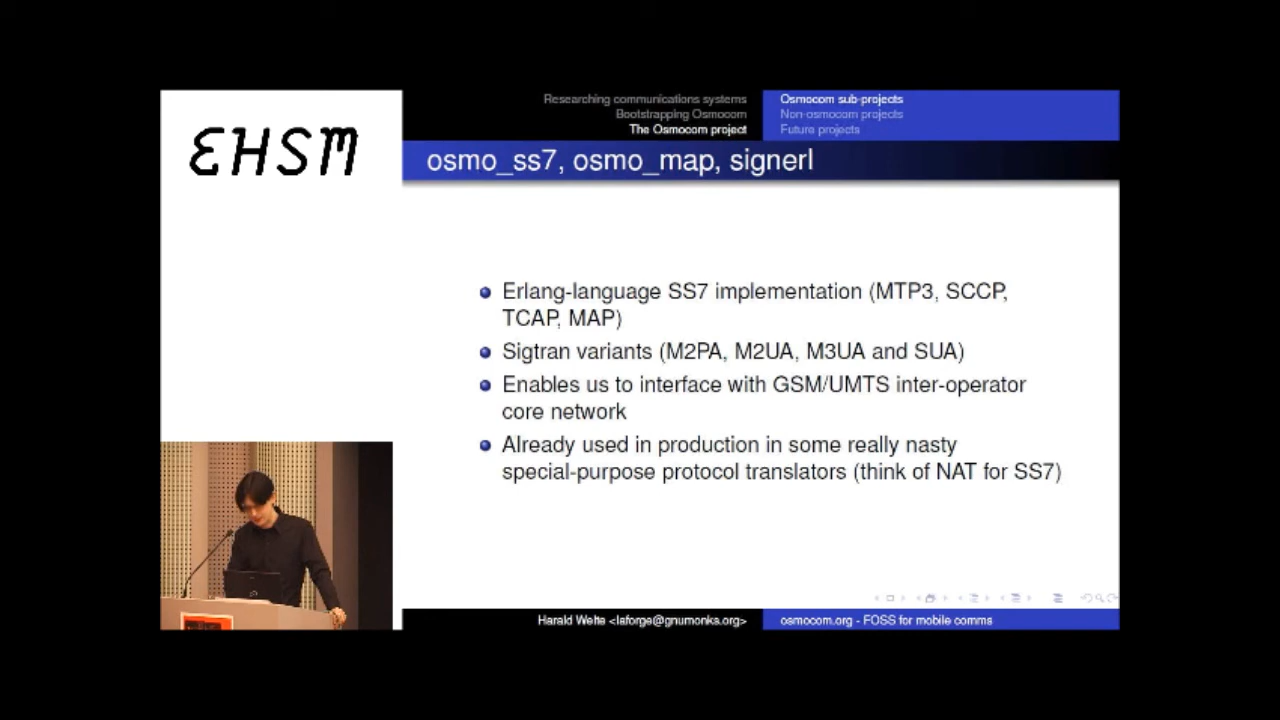 EHSM
Researching communications systems
Bootstrapping Osmocom
The Osmocom project
Osmocom sub-projects
Non-osmocom projects
Future projects
osmo_ss7, osmo_map, signerl
Erlang-language SS7 implementation (MTP3, SCCP,
TCAP, MAP)
Sigtran variants (M2PA, M2UA, M3UA and SUA)
Enables us to interface with GSM/UMTS inter-operator
core network
Already used in production in some really nasty
special-purpose protocol translators (think of NAT for SS7)
Harald Welte <laforge@gnumonks.org>
osmocom.org - FOSS for mobile comms